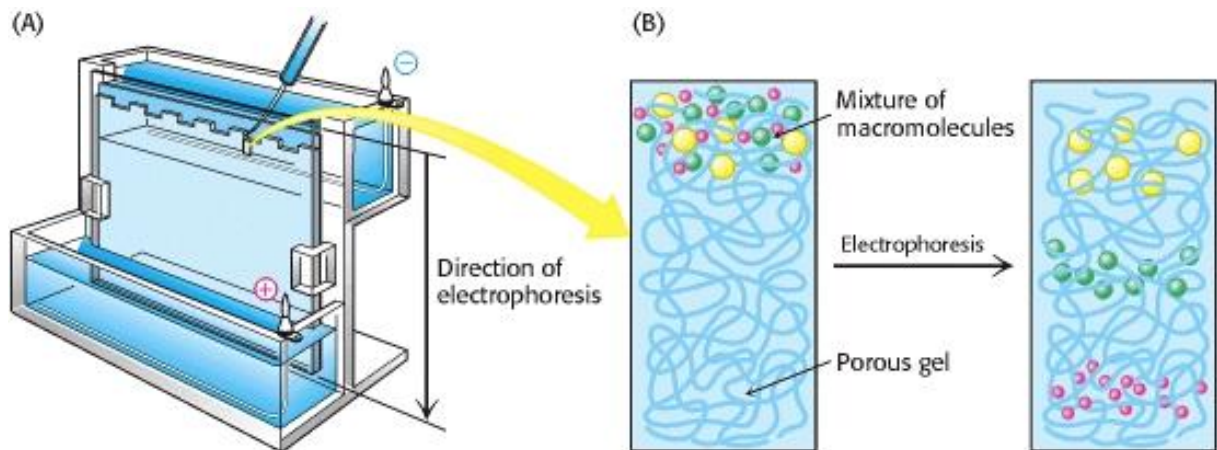 (A)
−
+
Direction of
electrophoresis
(B)
Mixture of
macromolecules
Electrophoresis
Porous gel